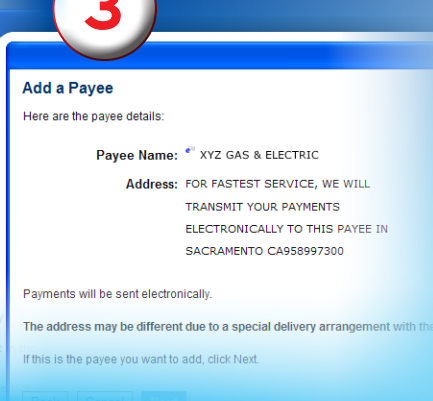 3
Add a Payee
Here are the payee details:
Payee Name: XYZ GAS & ELECTRIC
Address: FOR FASTEST SERVICE, WE WILL
TRANSMIT YOUR PAYMENTS
ELECTRONICALLY TO THIS PAYEE IN
SACRAMENTO CA958997300
Payments will be sent electronically.
The address may be different due to a special delivery arrangement with the
If this is the payee you want to add, click Next.
Cancel